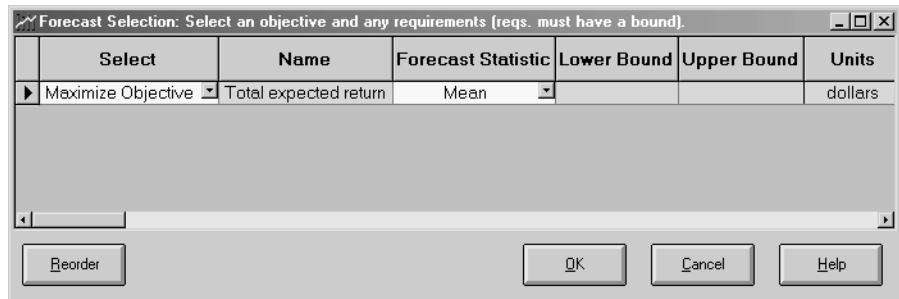 Forecast Selection: Select an objective and any requirements (reqs. must have a bound).
Select Name Forecast Statistic Lower Bound Upper Bound Units
Maximize Objective Total expected return Mean dollars
Reorder OK Cancel Help